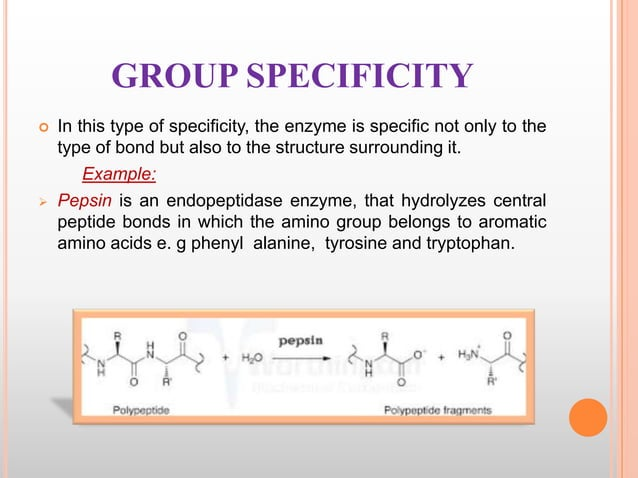 GROUP SPECIFICITY
In this type of specificity, the enzyme is specific not only to the
type of bond but also to the structure surrounding it.
Example:
Pepsin is an endopeptidase enzyme, that hydrolyzes central
peptide bonds in which the amino group belongs to aromatic
amino acids e. g phenyl alanine, tyrosine and tryptophan.
R O H N N H O R' + H₂O pepsin R O⁻ N H O + H₃N⁺ O R'
Polypeptide Polypeptide fragments